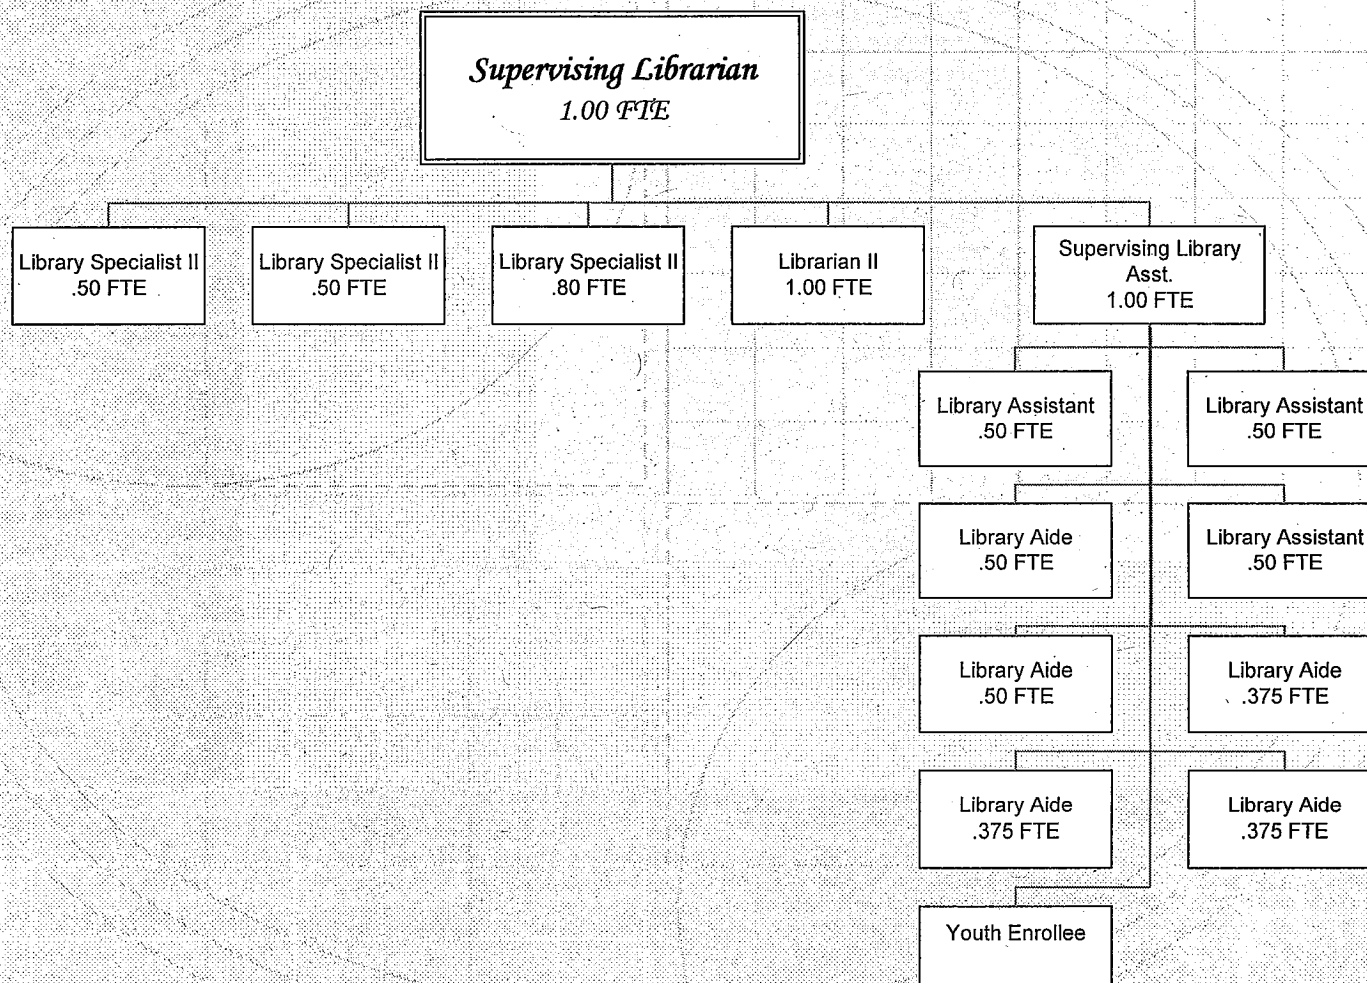 Supervising Librarian
1.00 FTE
Library Specialist II
.50 FTE
Library Specialist II
.50 FTE
Library Specialist II
.80 FTE
Librarian II
1.00 FTE
Supervising Library
Asst.
1.00 FTE
Library Assistant
.50 FTE
Library Assistant
.50 FTE
Library Aide
.50 FTE
Library Assistant
.50 FTE
Library Aide
.50 FTE
Library Aide
.375 FTE
Library Aide
.375 FTE
Library Aide
.375 FTE
Youth Enrollee